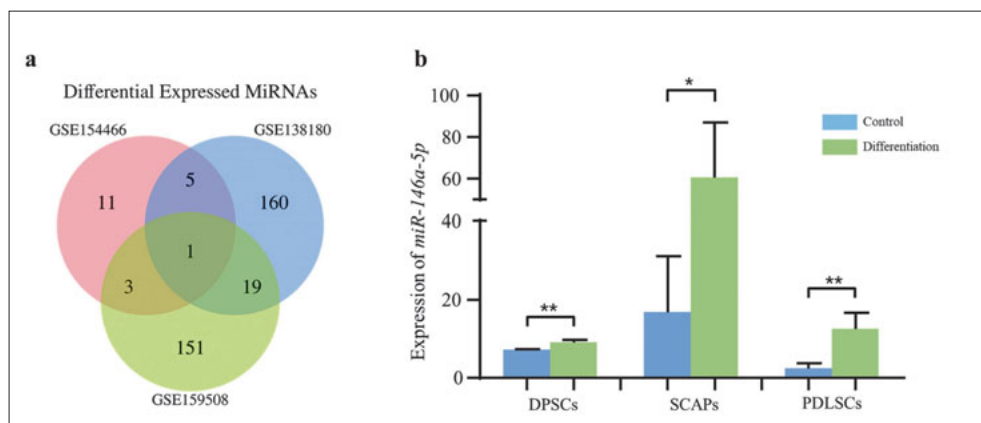 a
Differential Expressed MiRNAs
GSE154466
GSE138180
11
5
160
1
3
19
151
GSE159508
b
Expression of miR-146a-5p
100
80
60
40
20
0
**
*
**
Control
Differentiation
DPSCs
SCAPs
PDLSCs